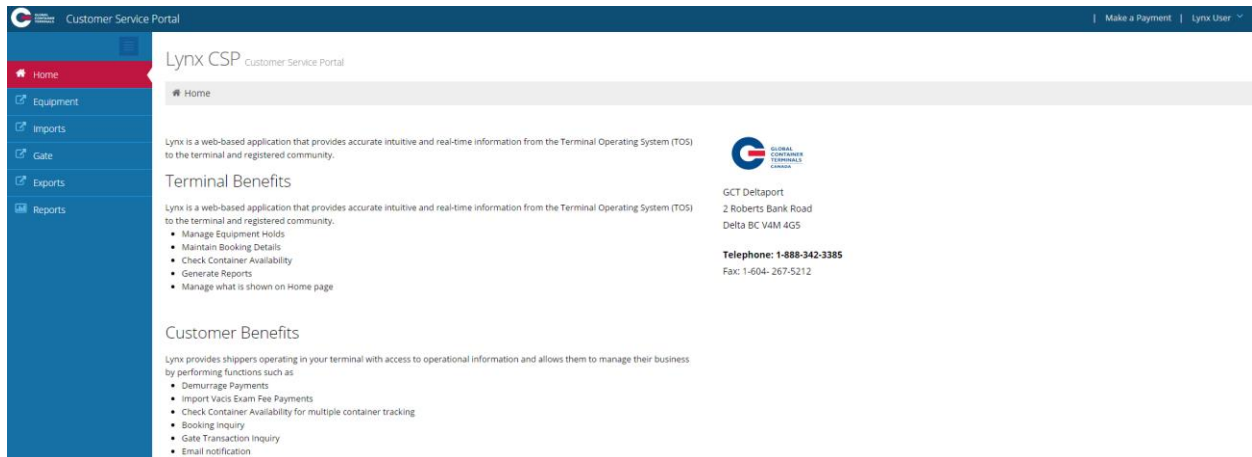 GLOBAL CONTAINER TERMINALS
Customer Service Portal
| Make a Payment | Lynx User
Home
Equipment
Imports
Gate
Exports
Reports
Lynx CSP Customer Service Portal
Home
Lynx is a web-based application that provides accurate intuitive and real-time information from the Terminal Operating System (TOS)
to the terminal and registered community.
Terminal Benefits
Lynx is a web-based application that provides accurate intuitive and real-time information from the Terminal Operating System (TOS)
to the terminal and registered community.
• Manage Equipment Holds
• Maintain Booking Details
• Check Container Availability
• Generate Reports
• Manage what is shown on Home page
Customer Benefits
Lynx provides shippers operating in your terminal with access to operational information and allows them to manage their business
by performing functions such as
• Demurrage Payments
• Import Vacis Exam Fee Payments
• Check Container Availability for multiple container tracking
• Booking Inquiry
• Gate Transaction Inquiry
• Email notification
GLOBAL
CONTAINER
TERMINALS
CANADA
GCT Deltaport
2 Roberts Bank Road
Delta BC V4M 4G5
Telephone: 1-888-342-3385
Fax: 1-604- 267-5212